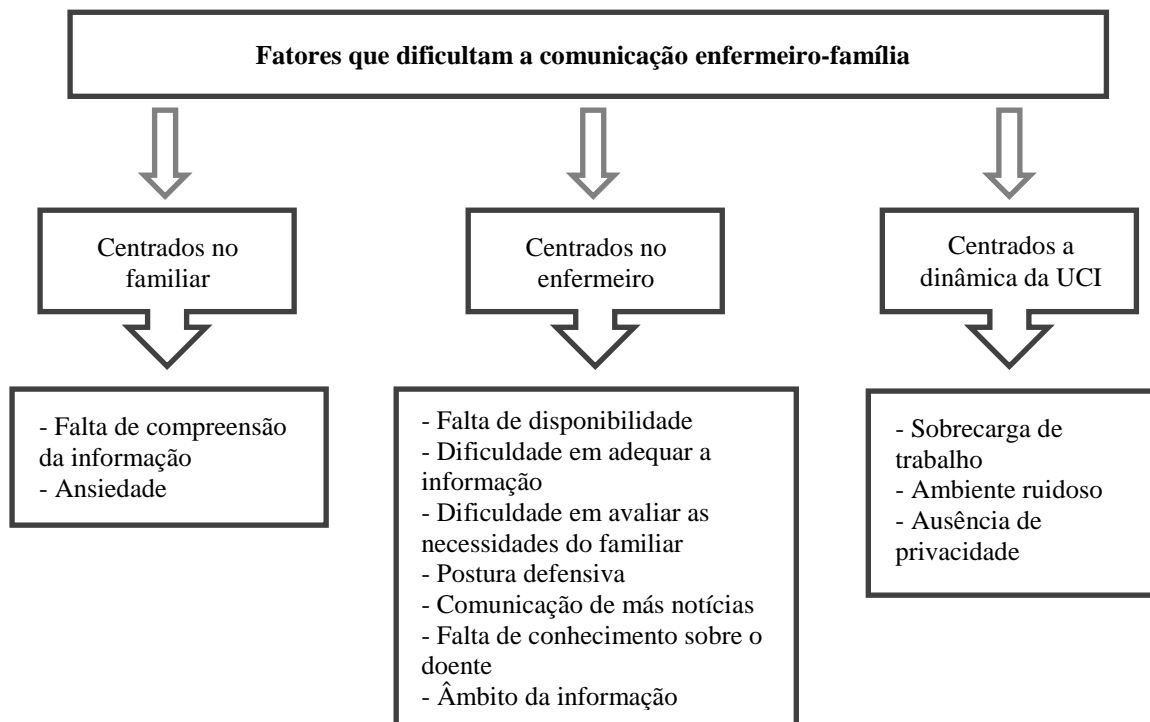 Fatores que dificultam a comunicação enfermeiro-família
Centrados no
familiar
Centrados no
enfermeiro
Centrados a
dinâmica da UCI
- Falta de compreensão
da informação
- Ansiedade
- Falta de disponibilidade
- Dificuldade em adequar a
informação
- Dificuldade em avaliar as
necessidades do familiar
- Postura defensiva
- Comunicação de más notícias
- Falta de conhecimento sobre o
doente
- Âmbito da informação
- Sobrecarga de
trabalho
- Ambiente ruidoso
- Ausência de
privacidade